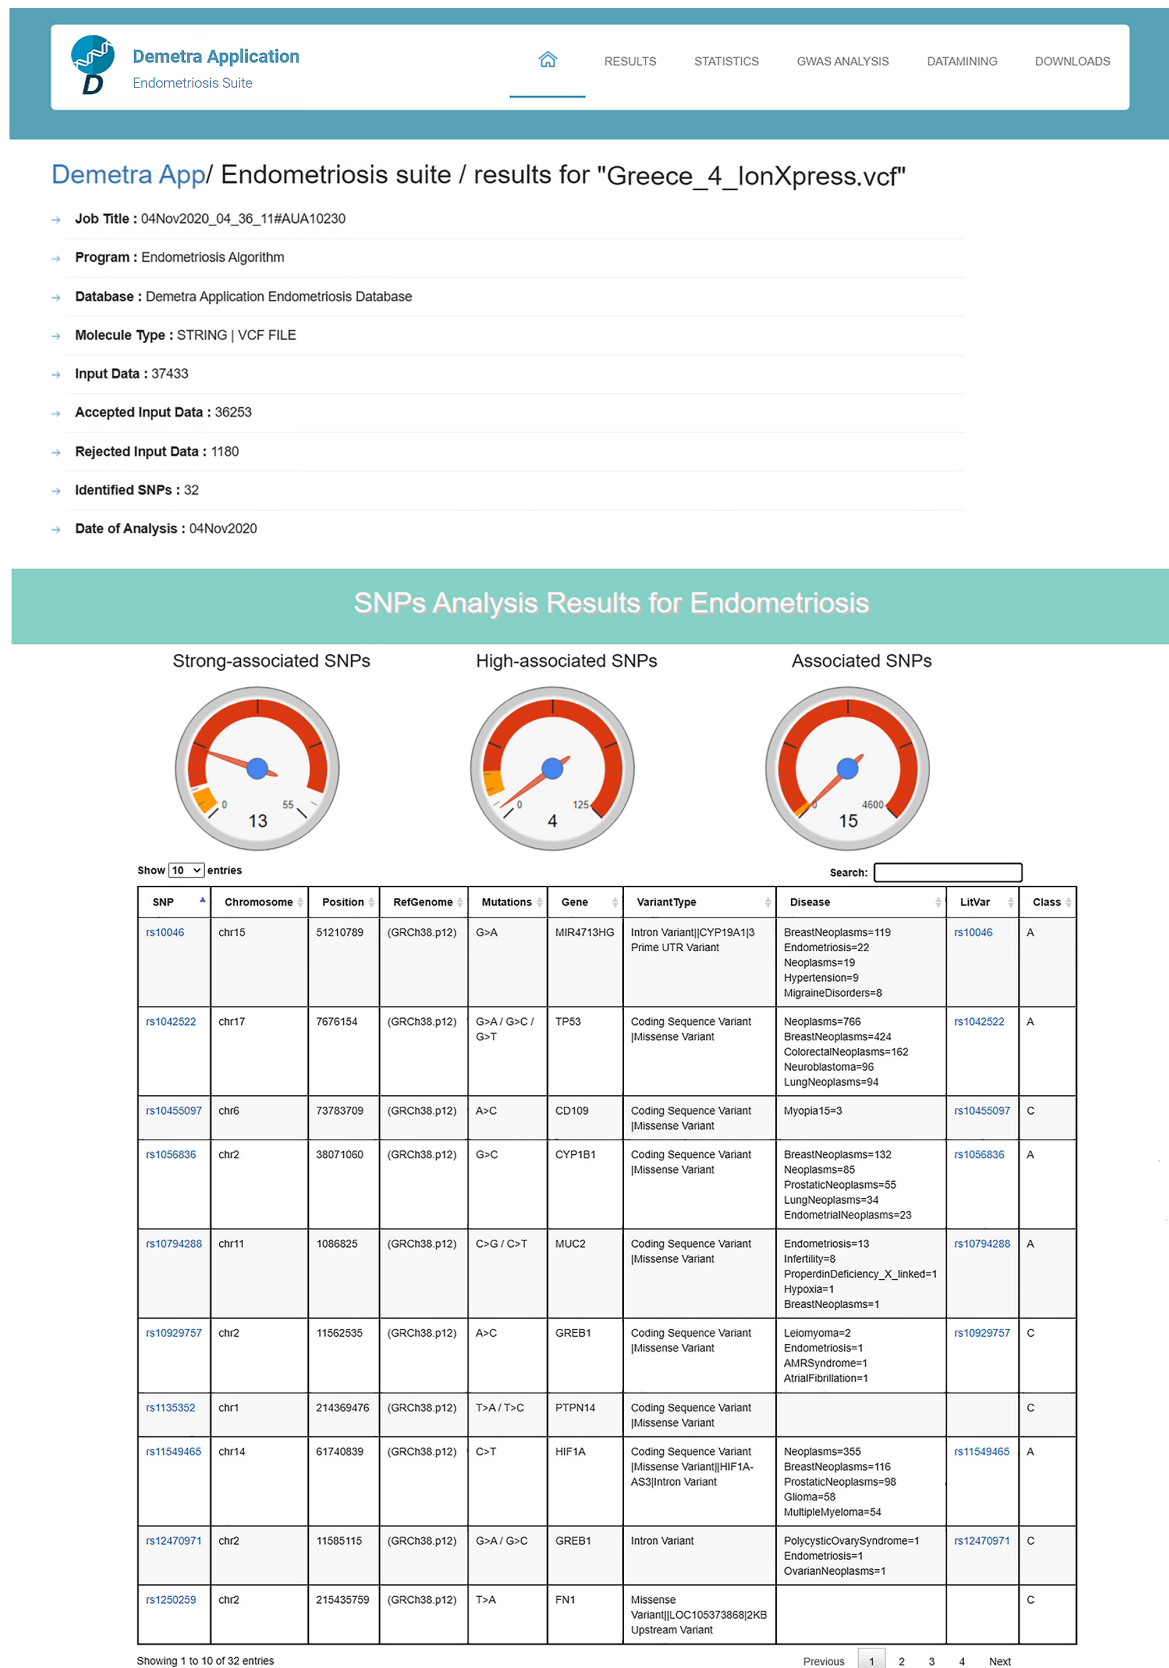 Demetra Application
Endometriosis Suite
D
RESULTS STATISTICS GWAS ANALYSIS DATAMINING DOWNLOADS
Demetra App/ Endometriosis suite / results for "Greece_4_IonXpress.vcf"
Job Title : 04Nov2020_04_36_11#AUA10230
Program : Endometriosis Algorithm
Database : Demetra Application Endometriosis Database
Molecule Type : STRING | VCF FILE
Input Data : 37433
Accepted Input Data : 36253
Rejected Input Data : 1180
Identified SNPs : 32
Date of Analysis : 04Nov2020
SNPs Analysis Results for Endometriosis
Strong-associated SNPs High-associated SNPs Associated SNPs
0 55 0 125 0 4600
13 4 15
Show 10 entries Search:
SNP Chromosome Position RefGenome Mutations Gene VariantType Disease LitVar Class
rs10046 chr15 51210789 (GRCh38.p12) G>A MIR4713HG Intron Variant||CYP19A1|3 BreastNeoplasms=119 rs10046 A
Prime UTR Variant Endometriosis=22
Neoplasms=19
Hypertension=9
MigraineDisorders=8
rs1042522 chr17 7676154 (GRCh38.p12) G>A / G>C / TP53 Coding Sequence Variant Neoplasms=766 rs1042522 A
G>T |Missense Variant BreastNeoplasms=424
ColorectalNeoplasms=162
Neuroblastoma=96
LungNeoplasms=94
rs10455097 chr6 73783709 (GRCh38.p12) A>C CD109 Coding Sequence Variant Myopia15=3 rs10455097 C
|Missense Variant
rs1056836 chr2 38071060 (GRCh38.p12) G>C CYP1B1 Coding Sequence Variant BreastNeoplasms=132 rs1056836 A
|Missense Variant Neoplasms=85
ProstaticNeoplasms=55
LungNeoplasms=34
EndometrialNeoplasms=23
rs10794288 chr11 1086825 (GRCh38.p12) C>G / C>T MUC2 Coding Sequence Variant Endometriosis=13 rs10794288 A
|Missense Variant Infertility=8
ProperdinDeficiency_X_linked=1
Hypoxia=1
BreastNeoplasms=1
rs10929757 chr2 11562535 (GRCh38.p12) A>C GREB1 Coding Sequence Variant Leiomyoma=2 rs10929757 C
|Missense Variant Endometriosis=1
AMRSyndrome=1
AtrialFibrillation=1
rs1135352 chr1 214369476 (GRCh38.p12) T>A / T>C PTPN14 Coding Sequence Variant C
|Missense Variant
rs11549465 chr14 61740839 (GRCh38.p12) C>T HIF1A Coding Sequence Variant Neoplasms=355 rs11549465 A
|Missense Variant||HIF1A- BreastNeoplasms=116
AS3|Intron Variant ProstaticNeoplasms=98
Glioma=58
MultipleMyeloma=54
rs12470971 chr2 11585115 (GRCh38.p12) G>A / G>C GREB1 Intron Variant PolycysticOvarySyndrome=1 rs12470971 C
Endometriosis=1
OvarianNeoplasms=1
rs1250259 chr2 215435759 (GRCh38.p12) T>A FN1 Missense C
Variant||LOC105373868|2KB
Upstream Variant
Showing 1 to 10 of 32 entries Previous 1 2 3 4 Next